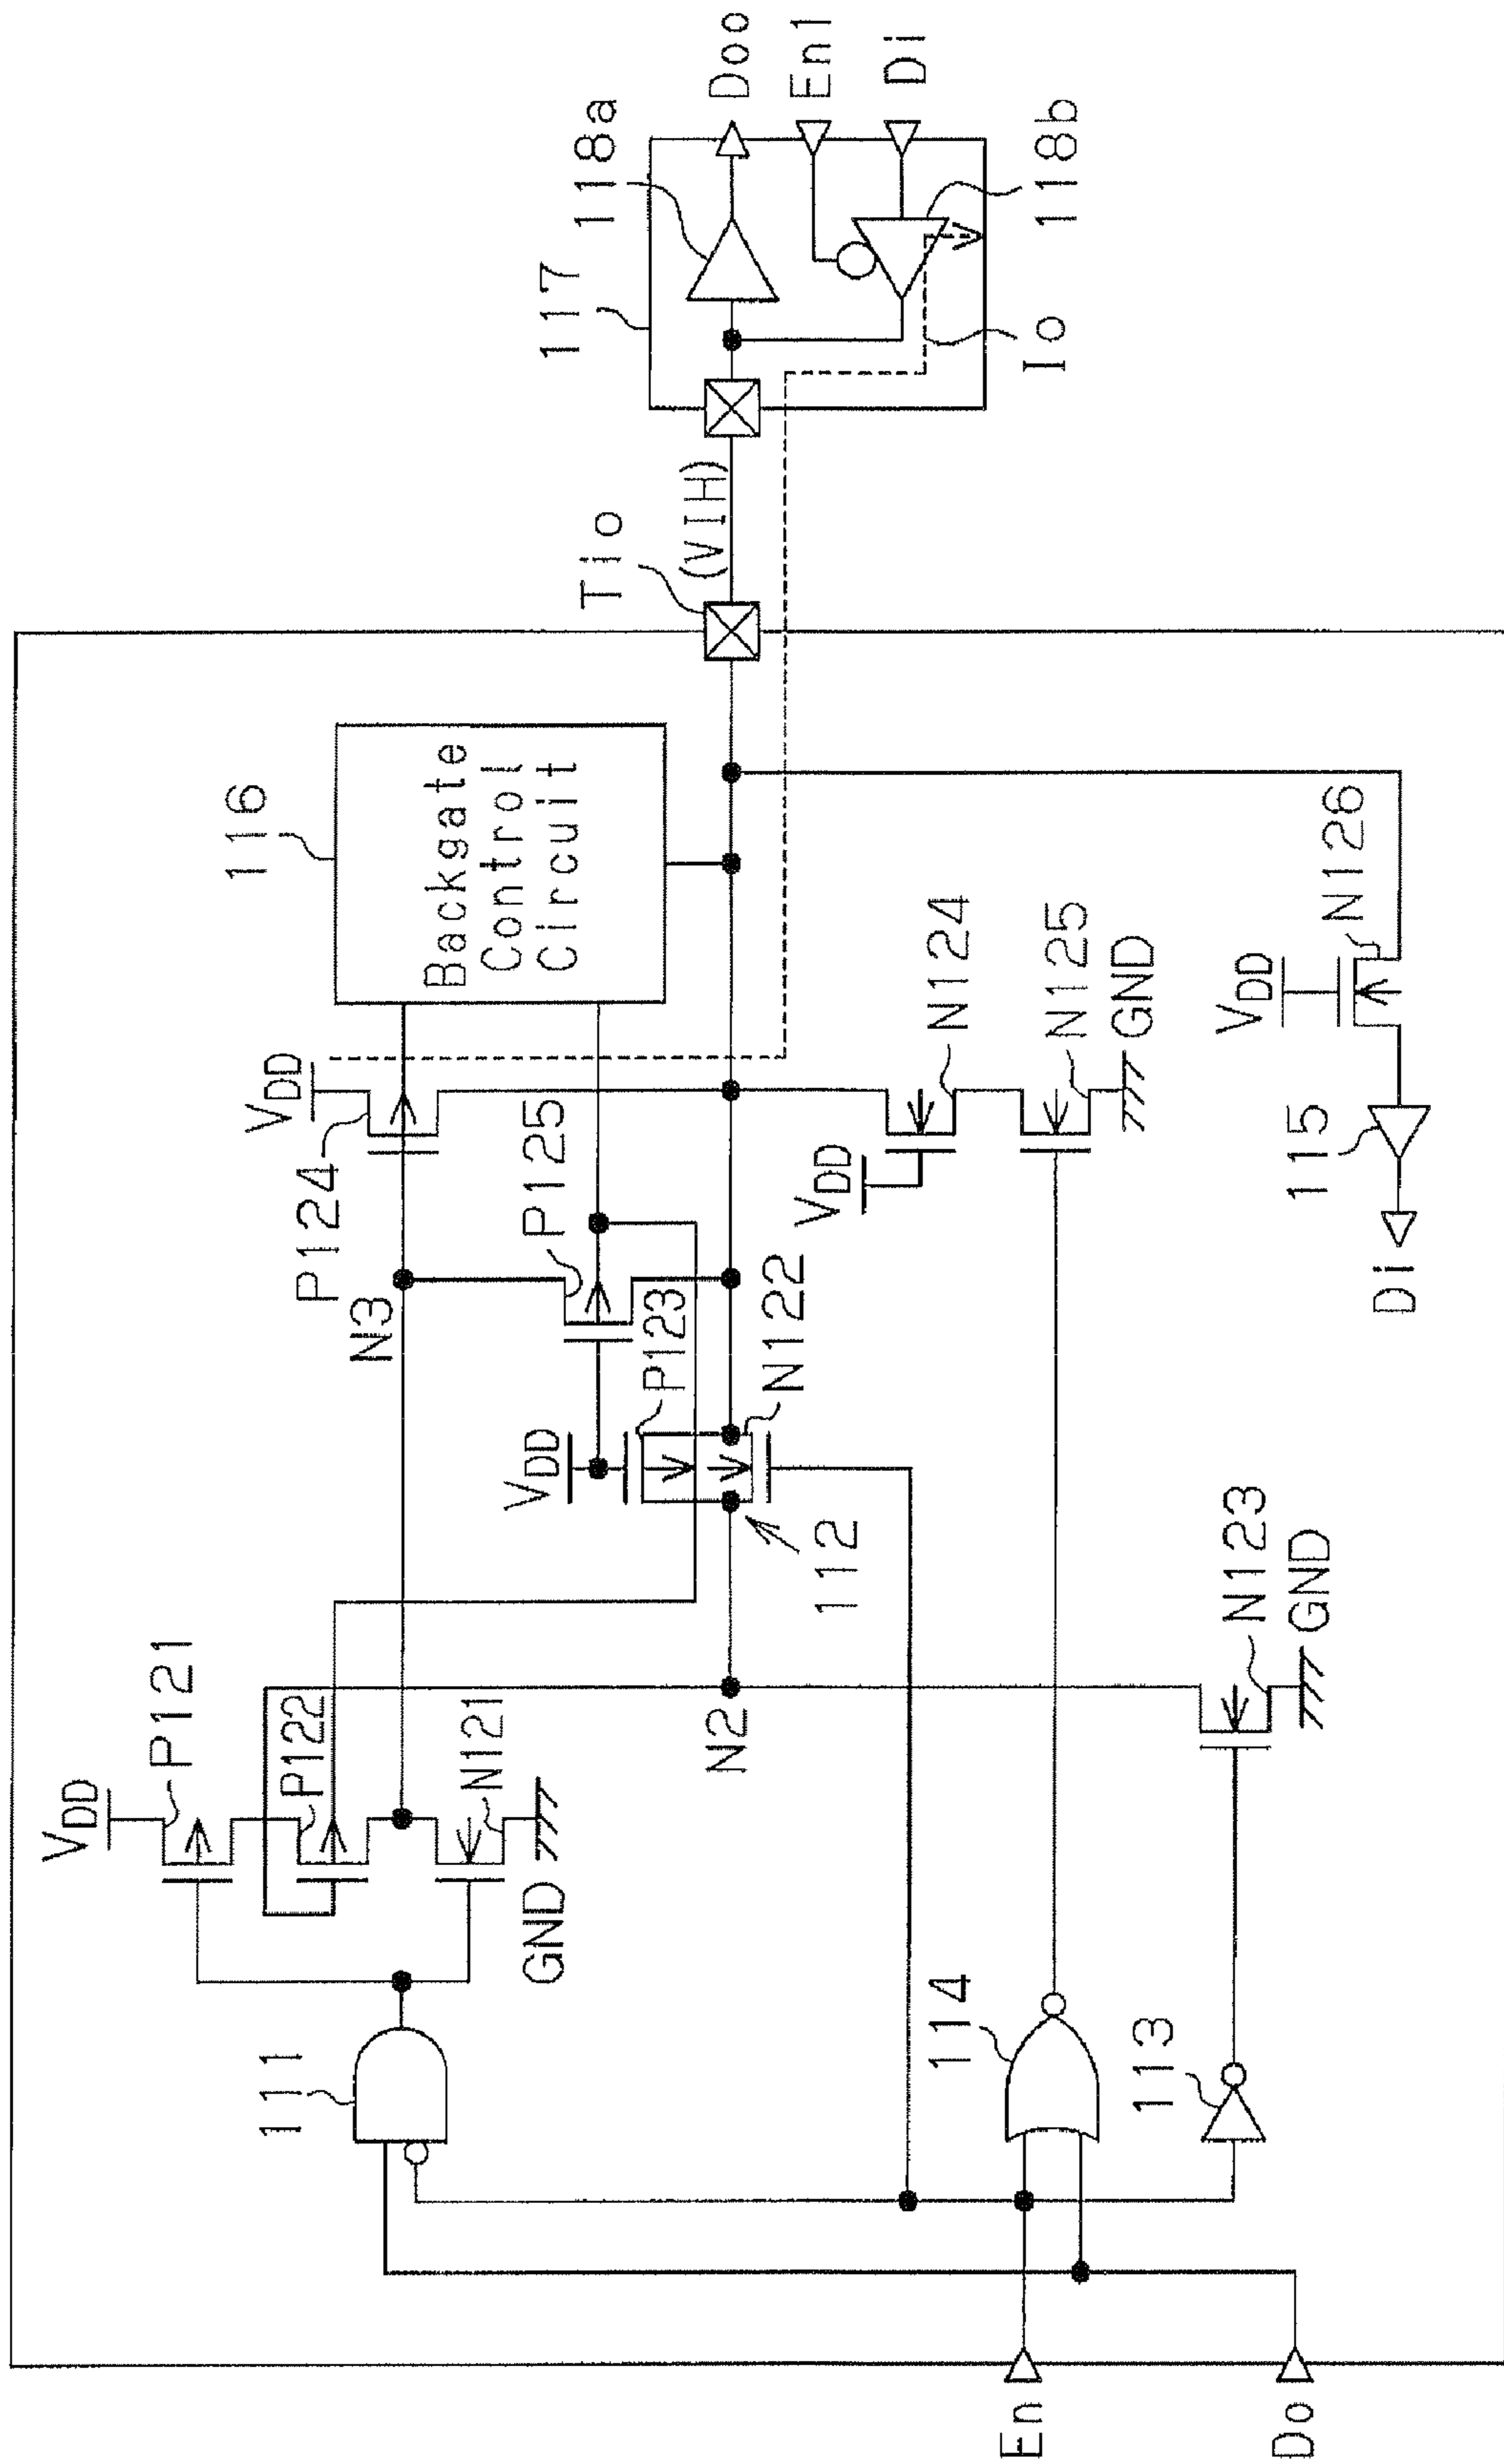 Doo
En1
Di
118a
118b
117
Io
(VIH)
Tio
116
Backgate
Control
Circuit
VDD
P124
N3
P125
VDD
P123
N122
112
VDD
N124
N125
GND
VDD
N126
115
Di
VDD
P121
P122
N121
GND
N2
N123
GND
111
114
113
En
Do